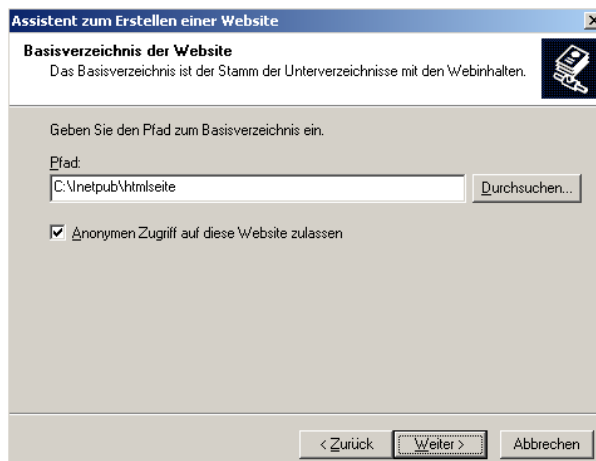 Assistent zum Erstellen einer Website
Basisverzeichnis der Website
Das Basisverzeichnis ist der Stamm der Unterverzeichnisse mit den Webinhalten.
Geben Sie den Pfad zum Basisverzeichnis ein.
Pfad:
C:\Inetpub\htmlseite
Durchsuchen...
Anonymen Zugriff auf diese Website zulassen
< Zurück Weiter> Abbrechen